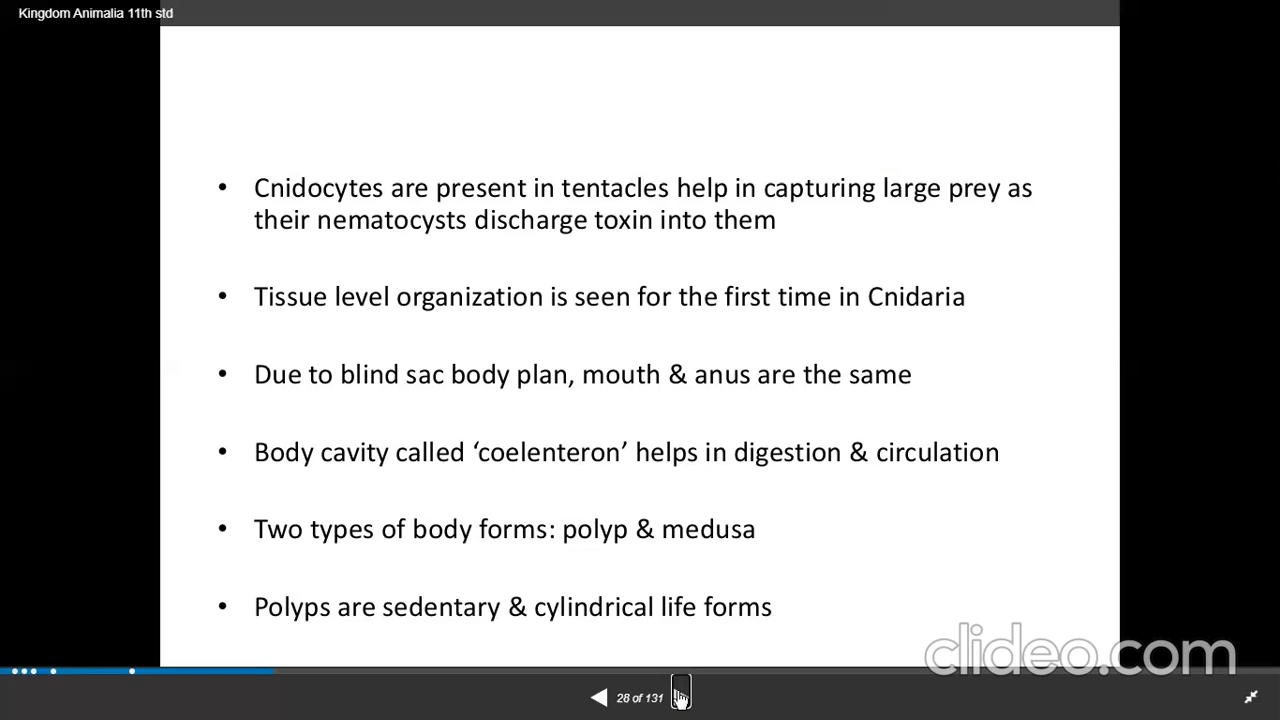 Kingdom Animalia 11th std
• Cnidocytes are present in tentacles help in capturing large prey as
their nematocysts discharge toxin into them
• Tissue level organization is seen for the first time in Cnidaria
• Due to blind sac body plan, mouth & anus are the same
• Body cavity called ‘coelenteron’ helps in digestion & circulation
• Two types of body forms: polyp & medusa
• Polyps are sedentary & cylindrical life forms
clideo.com
28 of 131